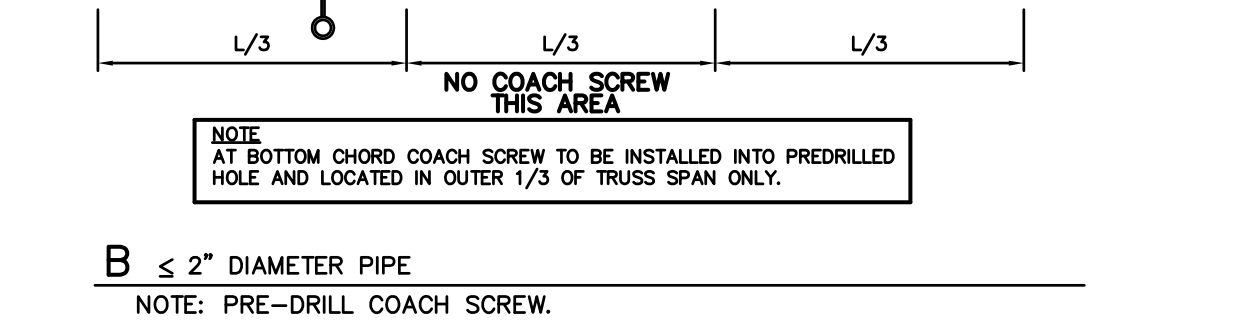 L/3 L/3 L/3
NO COACH SCREW
THIS AREA
NOTE
AT BOTTOM CHORD COACH SCREW TO BE INSTALLED INTO PREDRILLED
HOLE AND LOCATED IN OUTER 1/3 OF TRUSS SPAN ONLY.
B ≤ 2” DIAMETER PIPE
NOTE: PRE-DRILL COACH SCREW.